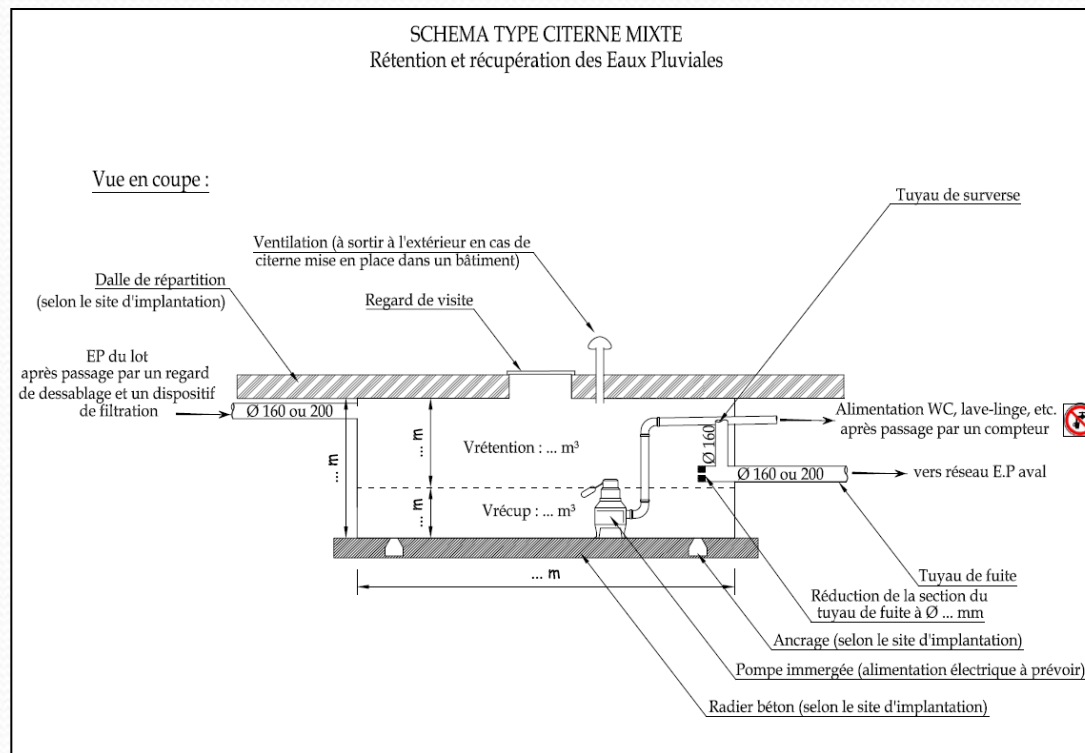 SCHEMA TYPE CITERNE MIXTE
Rétention et récupération des Eaux Pluviales
Vue en coupe :
Tuyau de surverse
Ventilation (à sortir à l'extérieur en cas de
citerne mise en place dans un bâtiment)
Dalle de répartition
(selon le site d'implantation)
Regard de visite
EP du lot
après passage par un regard
de dessablage et un dispositif
de filtration
Ø 160 ou 200
... m
... m
... m
Vrétention : ... m³
Vrécup : ... m³
Ø 160
Alimentation WC, lave-linge, etc.
après passage par un compteur
Ø 160 ou 200
vers réseau E.P aval
... m
Tuyau de fuite
Réduction de la section du
tuyau de fuite à Ø ... mm
Ancrage (selon le site d'implantation)
Pompe immergée (alimentation électrique à prévoir)
Radier béton (selon le site d'implantation)